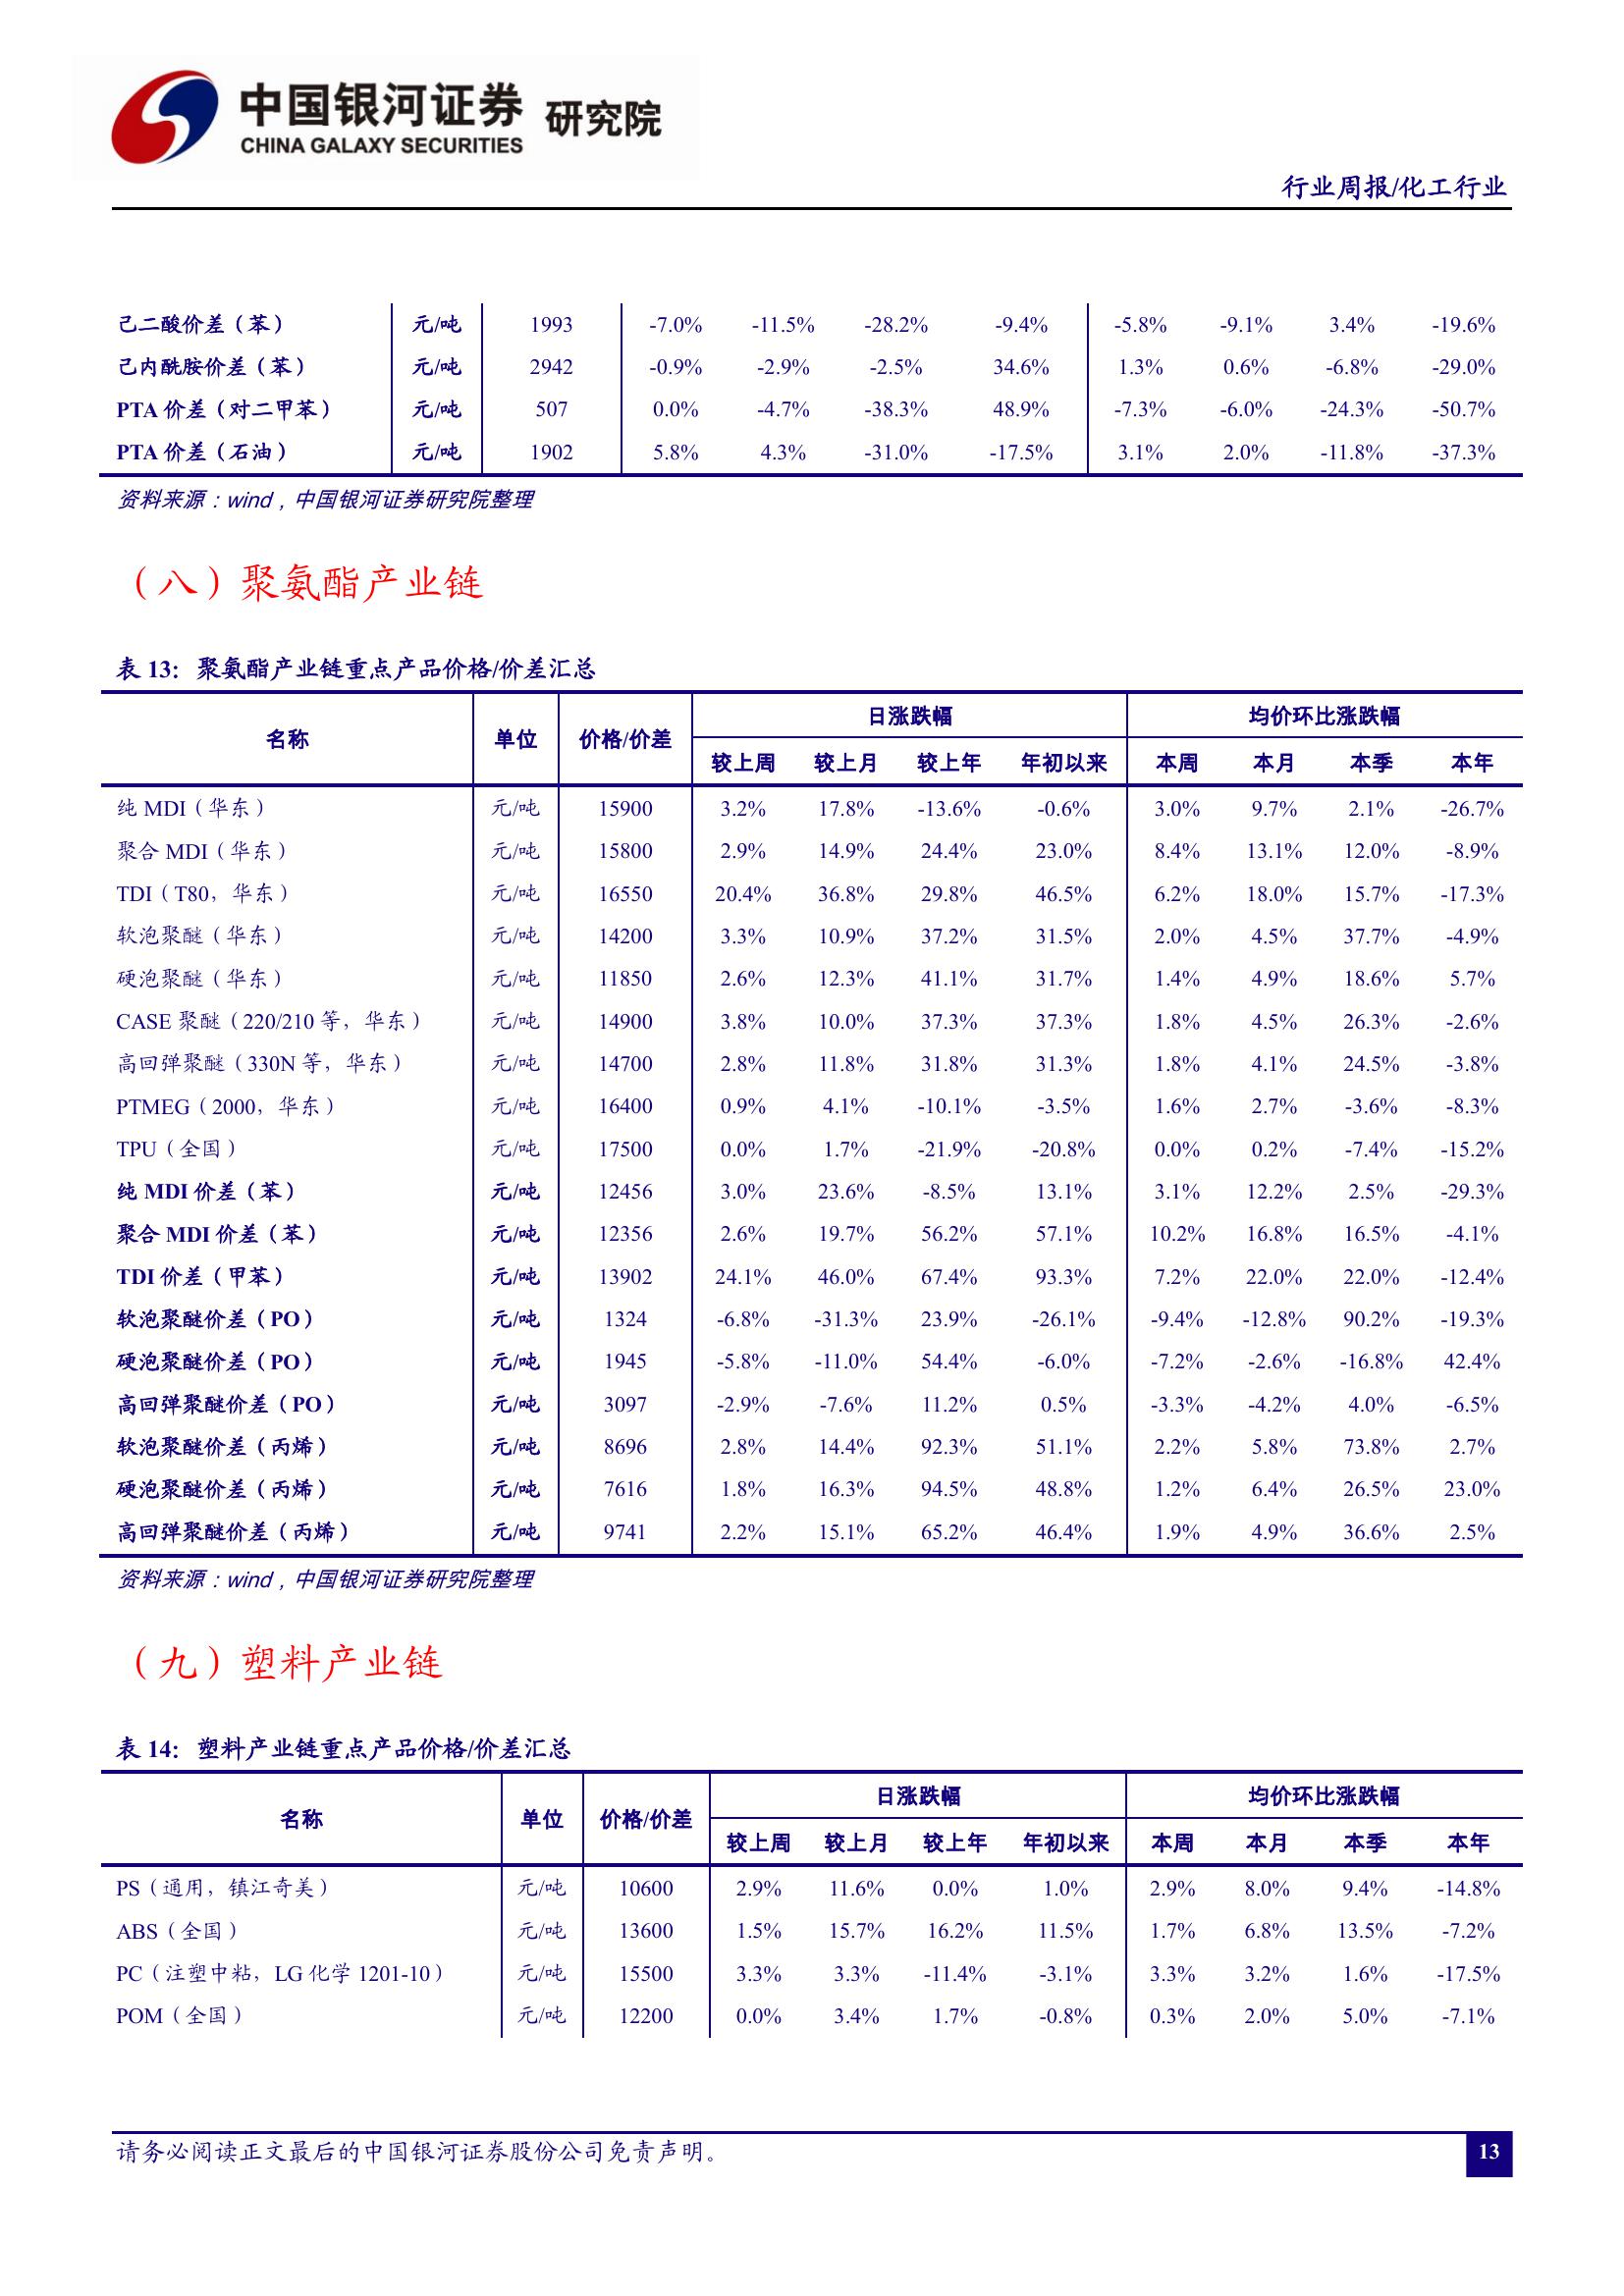 中国银河证券 研究院
CHINA GALAXY SECURITIES
行业周报/化工行业
己二酸价差（苯） 元/吨 1993 -7.0% -11.5% -28.2% -9.4% -5.8% -9.1% 3.4% -19.6%
己内酰胺价差（苯） 元/吨 2942 -0.9% -2.9% -2.5% 34.6% 1.3% 0.6% -6.8% -29.0%
PTA 价差（对二甲苯） 元/吨 507 0.0% -4.7% -38.3% 48.9% -7.3% -6.0% -24.3% -50.7%
PTA 价差（石油） 元/吨 1902 5.8% 4.3% -31.0% -17.5% 3.1% 2.0% -11.8% -37.3%
资料来源：wind，中国银河证券研究院整理
（八）聚氨酯产业链
表 13：聚氨酯产业链重点产品价格/价差汇总
名称 单位 价格/价差 日涨跌幅 均价环比涨跌幅
较上周 较上月 较上年 年初以来 本周 本月 本季 本年
纯 MDI（华东） 元/吨 15900 3.2% 17.8% -13.6% -0.6% 3.0% 9.7% 2.1% -26.7%
聚合 MDI（华东） 元/吨 15800 2.9% 14.9% 24.4% 23.0% 8.4% 13.1% 12.0% -8.9%
TDI（T80，华东） 元/吨 16550 20.4% 36.8% 29.8% 46.5% 6.2% 18.0% 15.7% -17.3%
软泡聚醚（华东） 元/吨 14200 3.3% 10.9% 37.2% 31.5% 2.0% 4.5% 37.7% -4.9%
硬泡聚醚（华东） 元/吨 11850 2.6% 12.3% 41.1% 31.7% 1.4% 4.9% 18.6% 5.7%
CASE 聚醚（220/210 等，华东） 元/吨 14900 3.8% 10.0% 37.3% 37.3% 1.8% 4.5% 26.3% -2.6%
高回弹聚醚（330N 等，华东） 元/吨 14700 2.8% 11.8% 31.8% 31.3% 1.8% 4.1% 24.5% -3.8%
PTMEG（2000，华东） 元/吨 16400 0.9% 4.1% -10.1% -3.5% 1.6% 2.7% -3.6% -8.3%
TPU（全国） 元/吨 17500 0.0% 1.7% -21.9% -20.8% 0.0% 0.2% -7.4% -15.2%
纯 MDI 价差（苯） 元/吨 12456 3.0% 23.6% -8.5% 13.1% 3.1% 12.2% 2.5% -29.3%
聚合 MDI 价差（苯） 元/吨 12356 2.6% 19.7% 56.2% 57.1% 10.2% 16.8% 16.5% -4.1%
TDI 价差（甲苯） 元/吨 13902 24.1% 46.0% 67.4% 93.3% 7.2% 22.0% 22.0% -12.4%
软泡聚醚价差（PO） 元/吨 1324 -6.8% -31.3% 23.9% -26.1% -9.4% -12.8% 90.2% -19.3%
硬泡聚醚价差（PO） 元/吨 1945 -5.8% -11.0% 54.4% -6.0% -7.2% -2.6% -16.8% 42.4%
高回弹聚醚价差（PO） 元/吨 3097 -2.9% -7.6% 11.2% 0.5% -3.3% -4.2% 4.0% -6.5%
软泡聚醚价差（丙烯） 元/吨 8696 2.8% 14.4% 92.3% 51.1% 2.2% 5.8% 73.8% 2.7%
硬泡聚醚价差（丙烯） 元/吨 7616 1.8% 16.3% 94.5% 48.8% 1.2% 6.4% 26.5% 23.0%
高回弹聚醚价差（丙烯） 元/吨 9741 2.2% 15.1% 65.2% 46.4% 1.9% 4.9% 36.6% 2.5%
资料来源：wind，中国银河证券研究院整理
（九）塑料产业链
表 14：塑料产业链重点产品价格/价差汇总
名称 单位 价格/价差 日涨跌幅 均价环比涨跌幅
较上周 较上月 较上年 年初以来 本周 本月 本季 本年
PS（通用，镇江奇美） 元/吨 10600 2.9% 11.6% 0.0% 1.0% 2.9% 8.0% 9.4% -14.8%
ABS（全国） 元/吨 13600 1.5% 15.7% 16.2% 11.5% 1.7% 6.8% 13.5% -7.2%
PC（注塑中粘，LG 化学 1201-10） 元/吨 15500 3.3% 3.3% -11.4% -3.1% 3.3% 3.2% 1.6% -17.5%
POM（全国） 元/吨 12200 0.0% 3.4% 1.7% -0.8% 0.3% 2.0% 5.0% -7.1%
请务必阅读正文最后的中国银河证券股份公司免责声明。
13